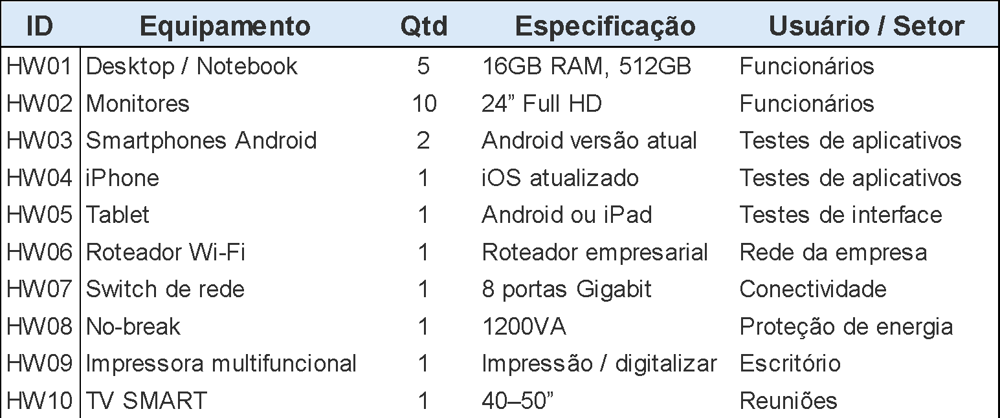 ID Equipamento Qtd Especificação Usuário / Setor
HW01 Desktop / Notebook 5 16GB RAM, 512GB Funcionários
HW02 Monitores 10 24” Full HD Funcionários
HW03 Smartphones Android 2 Android versão atual Testes de aplicativos
HW04 iPhone 1 iOS atualizado Testes de aplicativos
HW05 Tablet 1 Android ou iPad Testes de interface
HW06 Roteador Wi-Fi 1 Roteador empresarial Rede da empresa
HW07 Switch de rede 1 8 portas Gigabit Conectividade
HW08 No-break 1 1200VA Proteção de energia
HW09 Impressora multifuncional 1 Impressão / digitalizar Escritório
HW10 TV SMART 1 40–50” Reuniões